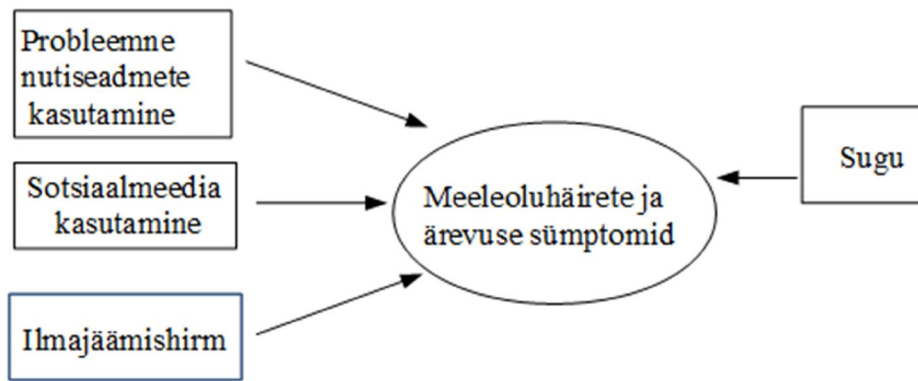 Probleemne
nutiseadmete
kasutamine
Sotsiaalmeedia
kasutamine
Ilmajäämishirm
Meeleoluhäirete ja
ärevuse sümptomid
Sugu